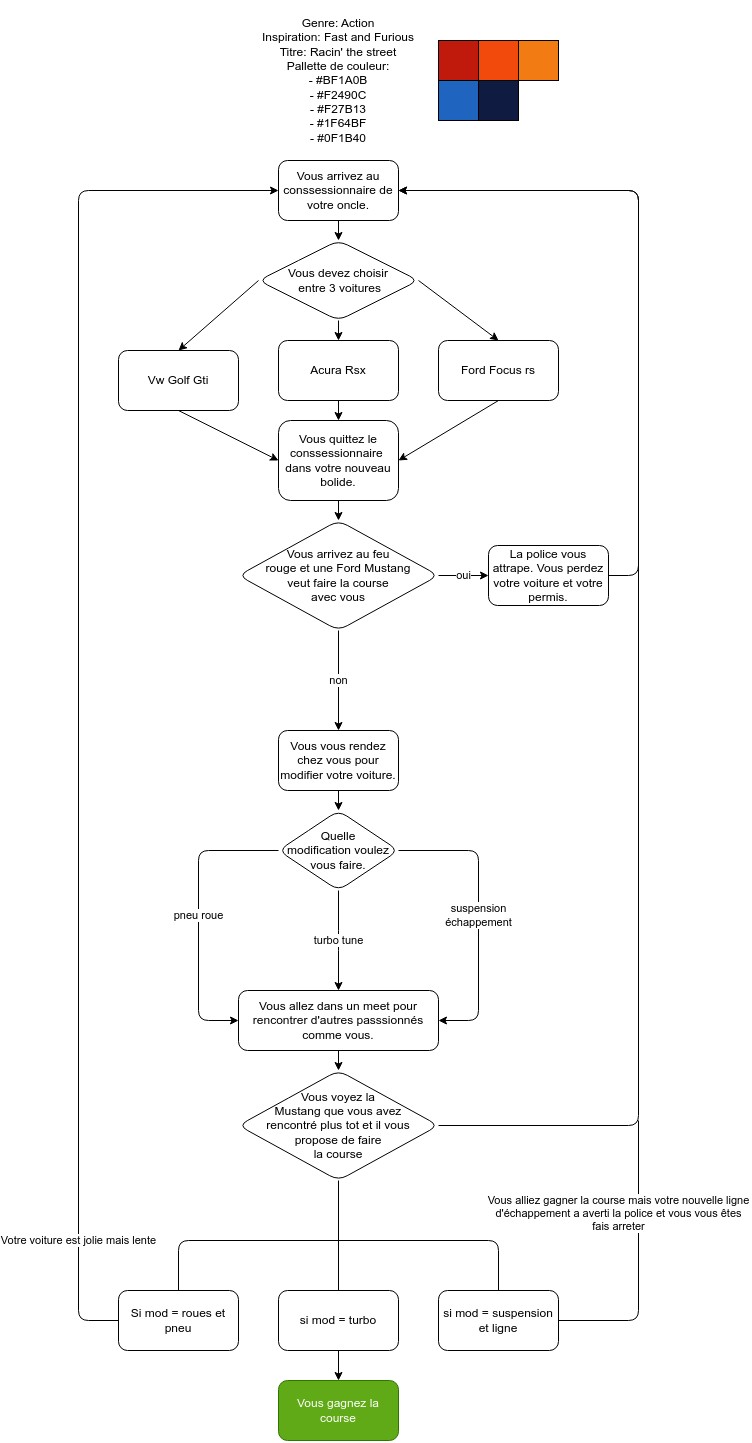 Genre: Action
Inspiration: Fast and Furious
Titre: Racin' the street
Pallette de couleur:
- #BF1A0B
- #F2490C
- #F27B13
- #1F64BF
- #0F1B40
Vous arrivez au
conssessionnaire de
votre oncle.
Vous devez choisir
entre 3 voitures
Vw Golf Gti
Acura Rsx
Ford Focus rs
Vous quittez le
conssessionnaire
dans votre nouveau
bolide.
Vous arrivez au feu
rouge et une Ford Mustang
veut faire la course
avec vous
oui
La police vous
attrape. Vous perdez
votre voiture et votre
permis.
non
Vous vous rendez
chez vous pour
modifier votre voiture.
Quelle
modification voulez
vous faire.
pneu roue
turbo tune
suspension
échappement
Vous allez dans un meet pour
rencontrer d'autres passsionnés
comme vous.
Vous voyez la
Mustang que vous avez
rencontré plus tot et il vous
propose de faire
la course
Vous alliez gagner la course mais votre nouvelle ligne
d'échappement a averti la police et vous vous êtes
fais arreter
Votre voiture est jolie mais lente
Si mod = roues et
pneu
si mod = turbo
si mod = suspension
et ligne
Vous gagnez la
course